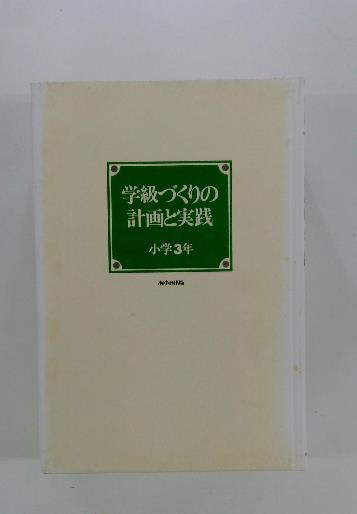 学級づくりの
計画と実践
小学3年